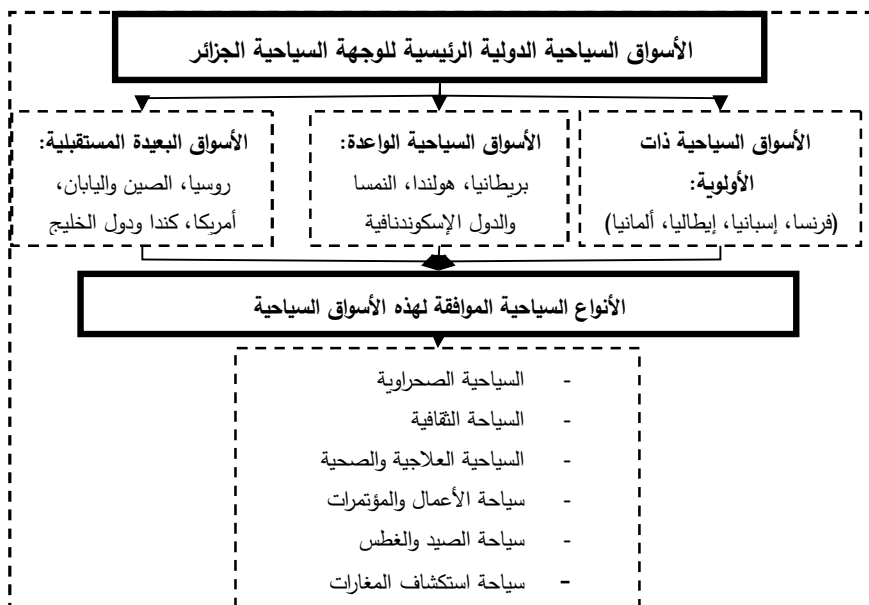 الأسواق السياحية الدولية الرئيسية للوجهة السياحية الجزائر
الأسواق السياحية ذات
الأولوية:
(فرنسا، إسبانيا، إيطاليا، ألمانيا)
الأسواق السياحية الواعدة:
بريطانيا، هولندا، النمسا
والدول الإسكوندنافية
الأسواق البعيدة المستقبلية:
روسيا، الصين واليابان،
أمريكا، كندا ودول الخليج
الأنواع السياحية الموافقة لهذه الأسواق السياحية
- السياحية الصحراوية
- السياحة الثقافية
- السياحية العلاجية والصحية
- سياحة الأعمال والمؤتمرات
- سياحة الصيد والغطس
- سياحة استكشاف المغارات